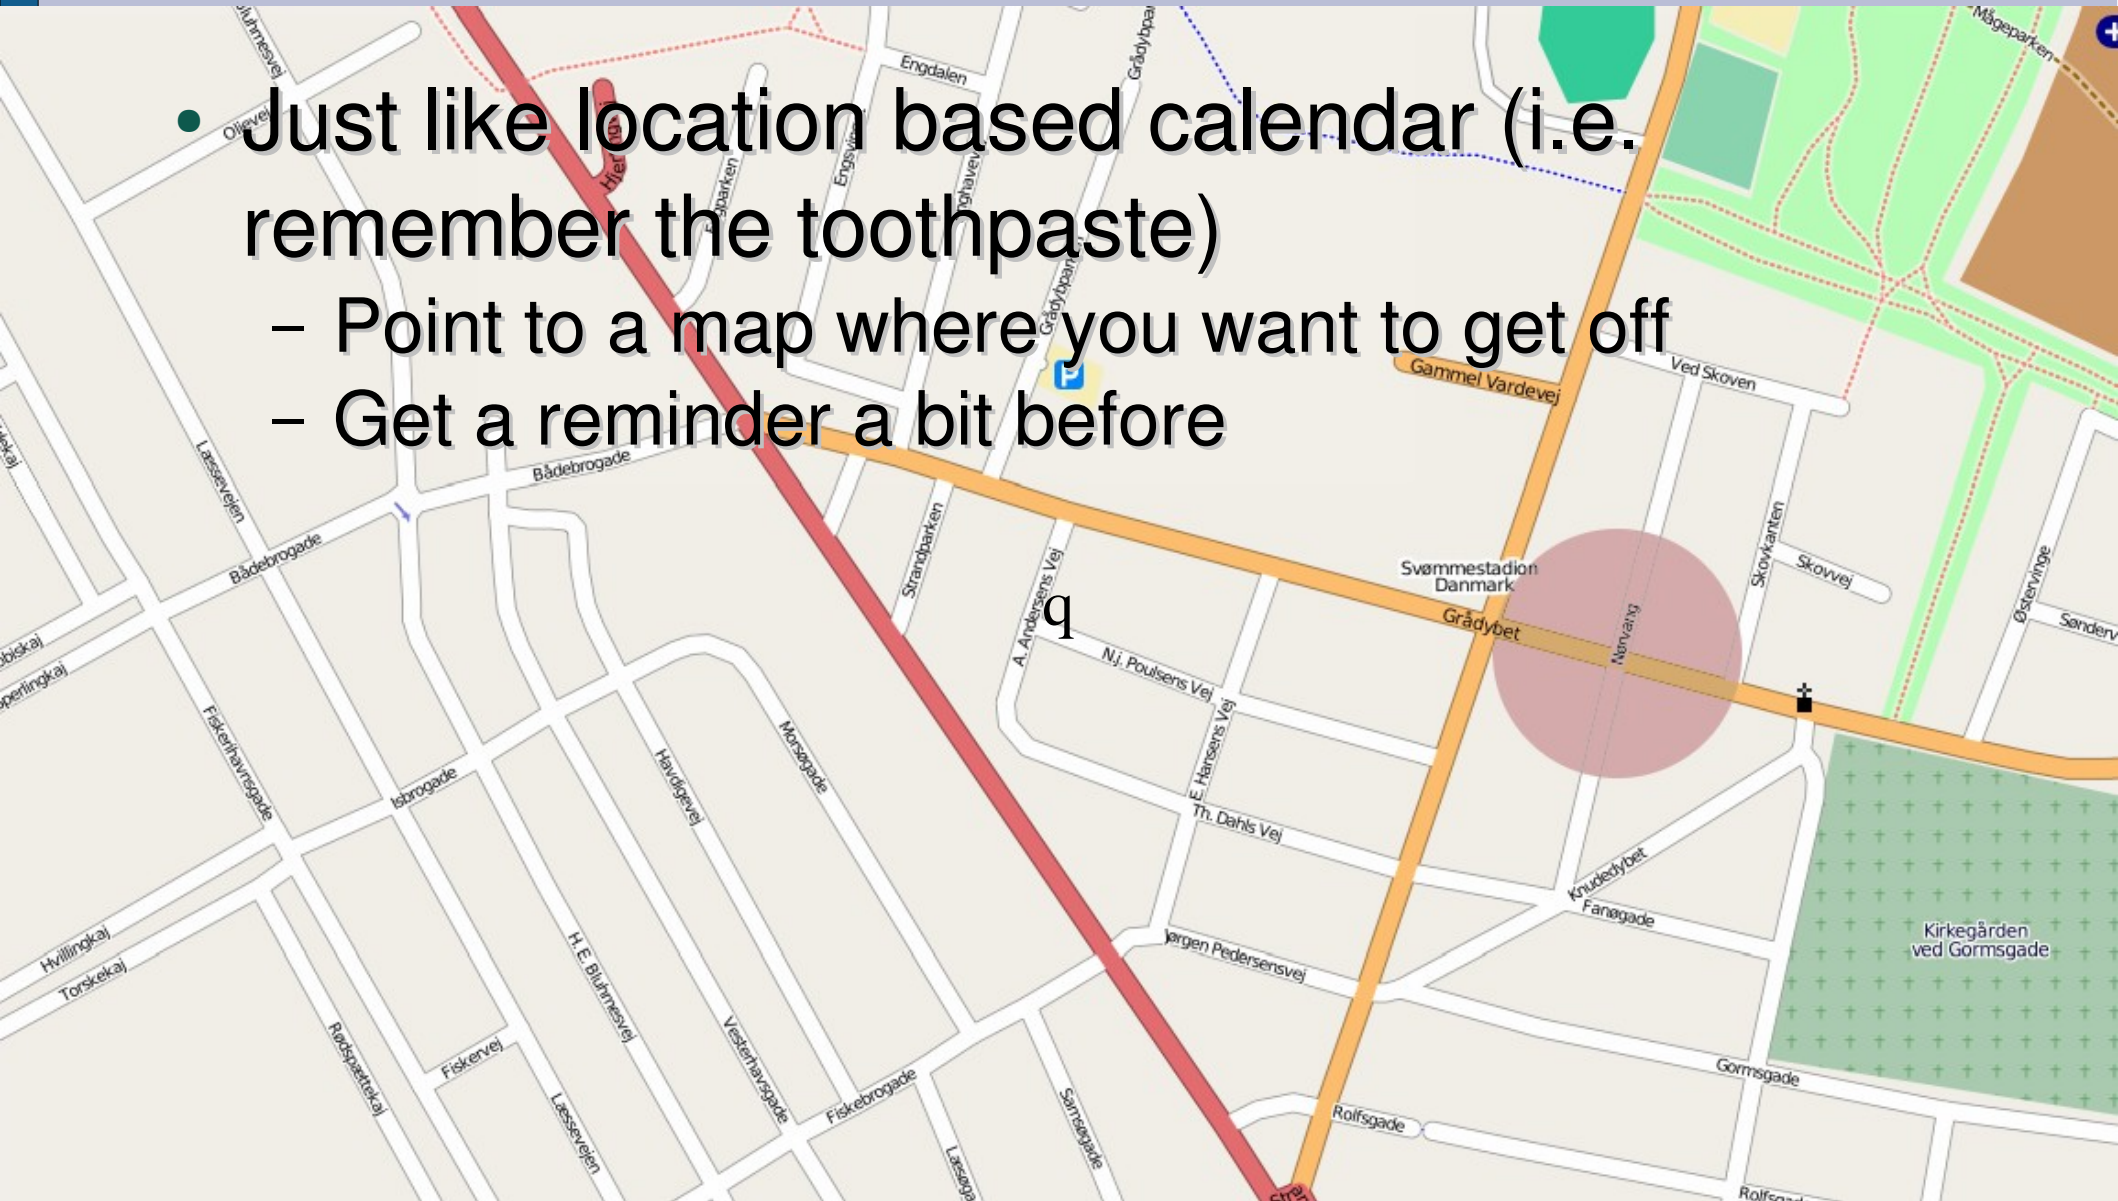 Just like location based calendar (i.e.
remember the toothpaste)
– Point to a map where you want to get off
– Get a reminder a bit before
Mågeparken
Engdalen
Gammel Vardevej
Ved Skoven
Bådebrogade
Læssevejen
Bådebrogade
Strandparken
A. Andersens Vej
q
Svømmestadion
Danmark
Grådybet
Nørvang
Skovkanten
Skovvej
Østervinge
N.j. Poulsens Vej
E. Hansens Vej
Th. Dahls Vej
Fiskerihavnsgade
Isbrogade
Havdigevej
Morsøgade
Knudedybet
Fanøgade
Kirkegården
ved Gormsgade
Hvillingkaj
Torskekaj
H.E. Bluhmesvej
Jørgen Pedersensvej
Rødspættekaj
Fiskervej
Læssevejen
Vesterhavsgade
Fiskebrogade
Samsøgade
Gormsgade
Rolfsgade